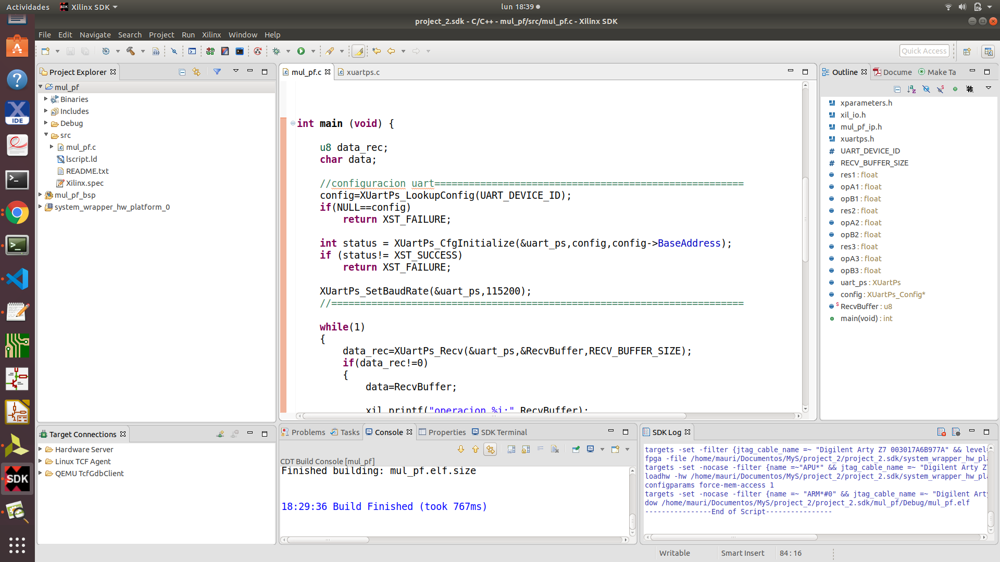 Actividades
Xilinx SDK
lun 18:39
project_2.sdk - C/C++ - mul_pf/src/mul_pf.c - Xilinx SDK
File Edit Navigate Search Project Run Xilinx Window Help
Quick Access
Project Explorer
mul_pf
Binaries
Includes
Debug
src
mul_pf.c
lscript.ld
README.txt
Xilinx.spec
mul_pf_bsp
system_wrapper_hw_platform_0
mul_pf.c
xuartps.c
int main (void) {
u8 data_rec;
char data;
//configuracion uart======================================================
config=XUartPs_LookupConfig(UART_DEVICE_ID);
if(NULL==config)
return XST_FAILURE;
int status = XUartPs_CfgInitialize(&uart_ps,config,config->BaseAddress);
if (status!= XST_SUCCESS)
return XST_FAILURE;
XUartPs_SetBaudRate(&uart_ps,115200);
//========================================================================
while(1)
{
data_rec=XUartPs_Recv(&uart_ps,&RecvBuffer,RECV_BUFFER_SIZE);
if(data_rec!=0)
{
data=RecvBuffer;
xil_printf("operacion %i:",RecvBuffer);
Outline
Docume
Make Ta
xparameters.h
xil_io.h
mul_pf_ip.h
xuartps.h
UART_DEVICE_ID
RECV_BUFFER_SIZE
res1 : float
opA1 : float
opB1 : float
res2 : float
opA2 : float
opB2 : float
res3 : float
opA3 : float
opB3 : float
uart_ps : XUartPs
config : XUartPs_Config*
RecvBuffer : u8
main(void) : int
Target Connections
Hardware Server
Linux TCF Agent
QEMU TcfGdbClient
Problems Tasks Console Properties SDK Terminal
CDT Build Console [mul_pf]
Finished building: mul_pf.elf.size
18:29:36 Build Finished (took 767ms)
SDK Log
targets -set -filter {jtag_cable_name =~ "Digilent Arty Z7 003017A6B977A" && level=
fpga -file /home/mauri/Documentos/MyS/project_2/project_2.sdk/system_wrapper_hw_pla
targets -set -nocase -filter {name =~"APU*" && jtag_cable_name =~ "Digilent Arty Z
loadhw -hw /home/mauri/Documentos/MyS/project_2/project_2.sdk/system_wrapper_hw_pla
configparams force-mem-access 1
targets -set -nocase -filter {name =~ "ARM*#0" && jtag_cable_name =~ "Digilent Arty
dow /home/mauri/Documentos/MyS/project_2/project_2.sdk/mul_pf/Debug/mul_pf.elf
----------------End of Script----------------
Writable
Smart Insert
84 : 16
IDE
SDK